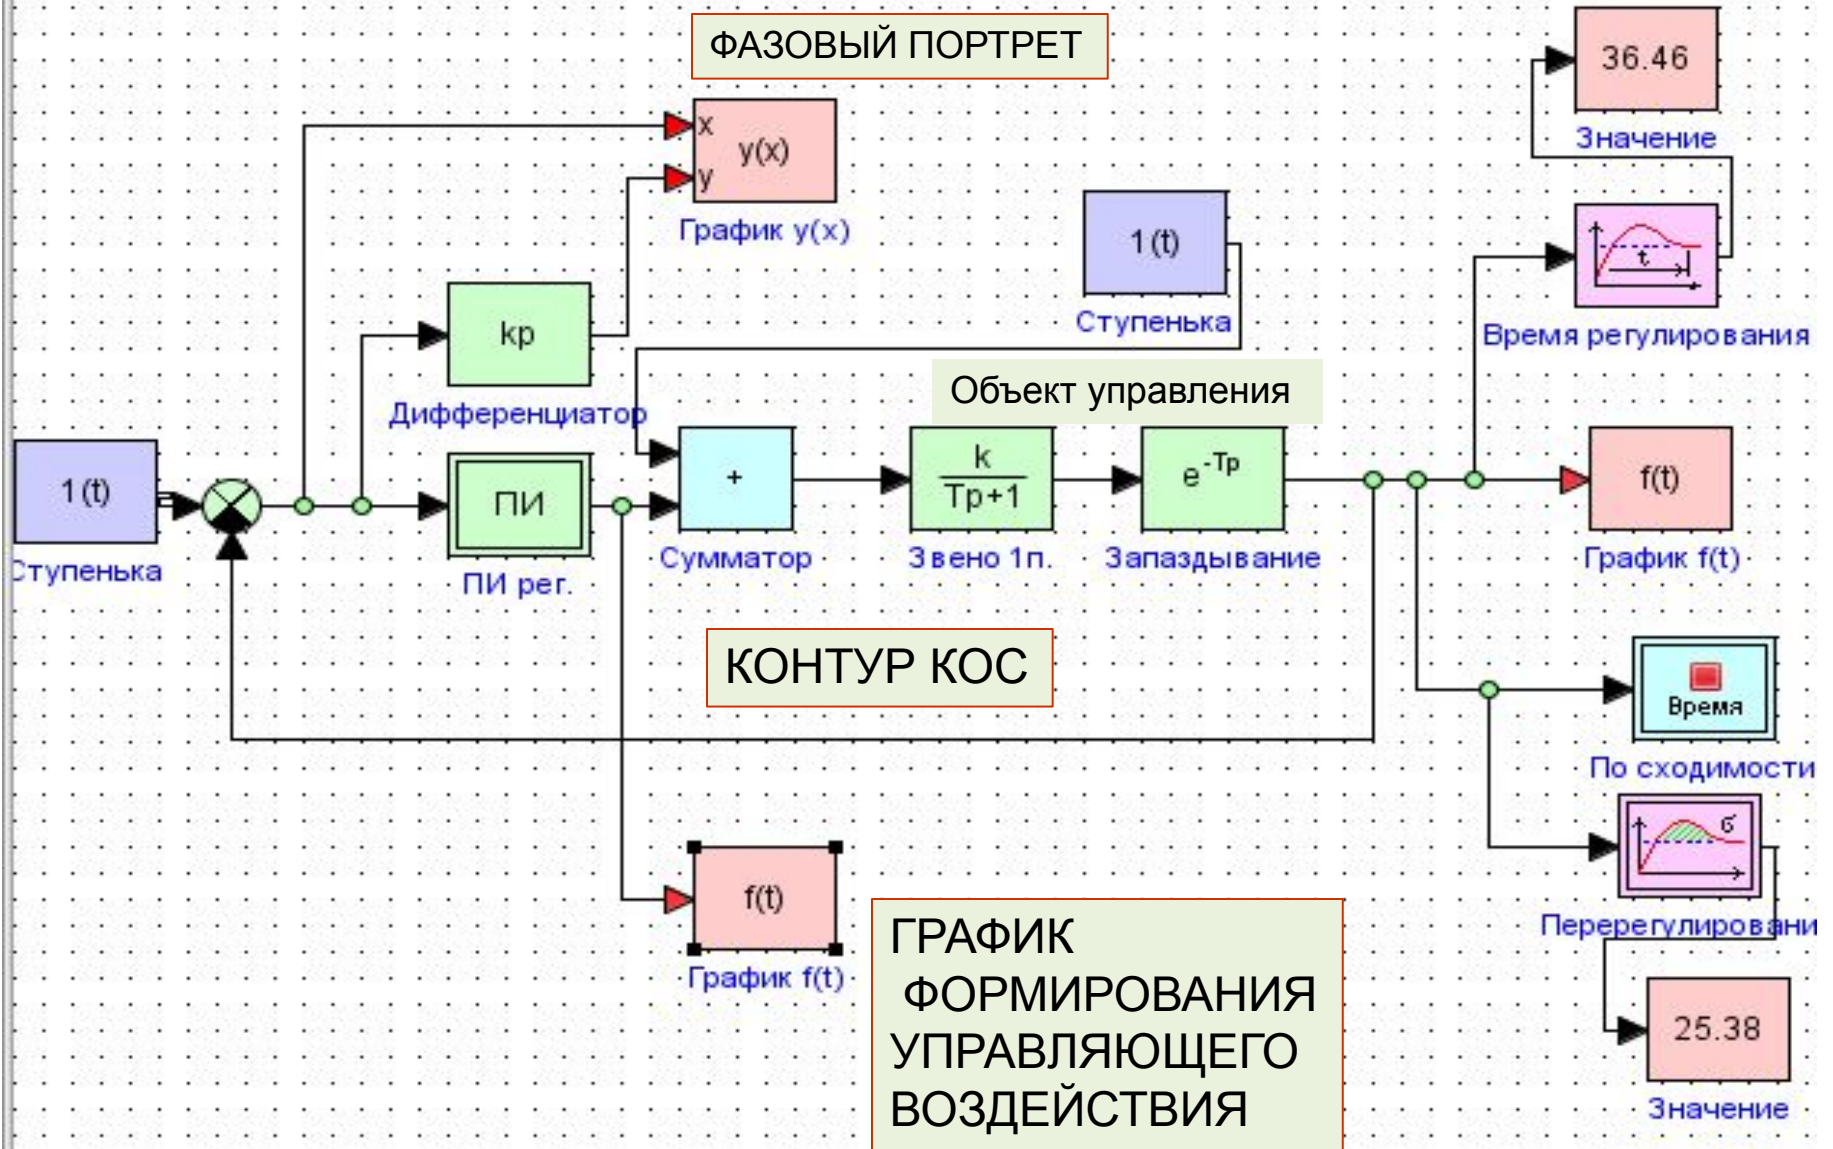 ФАЗОВЫЙ ПОРТРЕТ
36.46
Значение
x
y(x)
y
График y(x)
1(t)
Ступенька
t
Время регулирования
kp
Дифференциатор
Объект управления
1(t)
Ступенька
ПИ
ПИ рег.
+
Сумматор
k
Tp+1
Звено 1п.
e-Tp
Запаздывание
f(t)
График f(t)
КОНТУР КОС
Время
По сходимости
б
Перерегулировани
f(t)
График f(t)
ГРАФИК
ФОРМИРОВАНИЯ
УПРАВЛЯЮЩЕГО
ВОЗДЕЙСТВИЯ
25.38
Значение